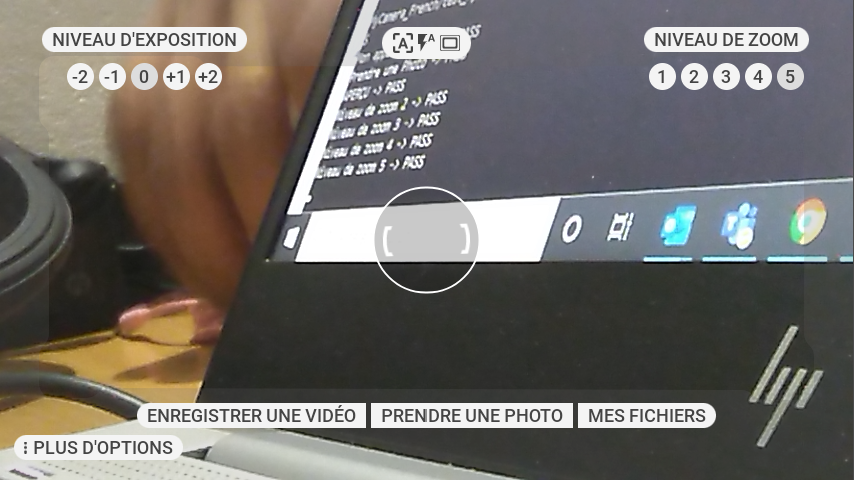 NIVEAU D'EXPOSITION
-2 -1 0 +1 +2
A A
NIVEAU DE ZOOM
1 2 3 4 5
Prendre une
-> PASS
Niveau de zoom 2 -> PASS
Niveau de zoom 3 -> PASS
Niveau de zoom 4 -> PASS
Niveau de zoom 5 -> PASS
hp
ENREGISTRER UNE VIDÉO
PRENDRE UNE PHOTO
MES FICHIERS
PLUS D'OPTIONS